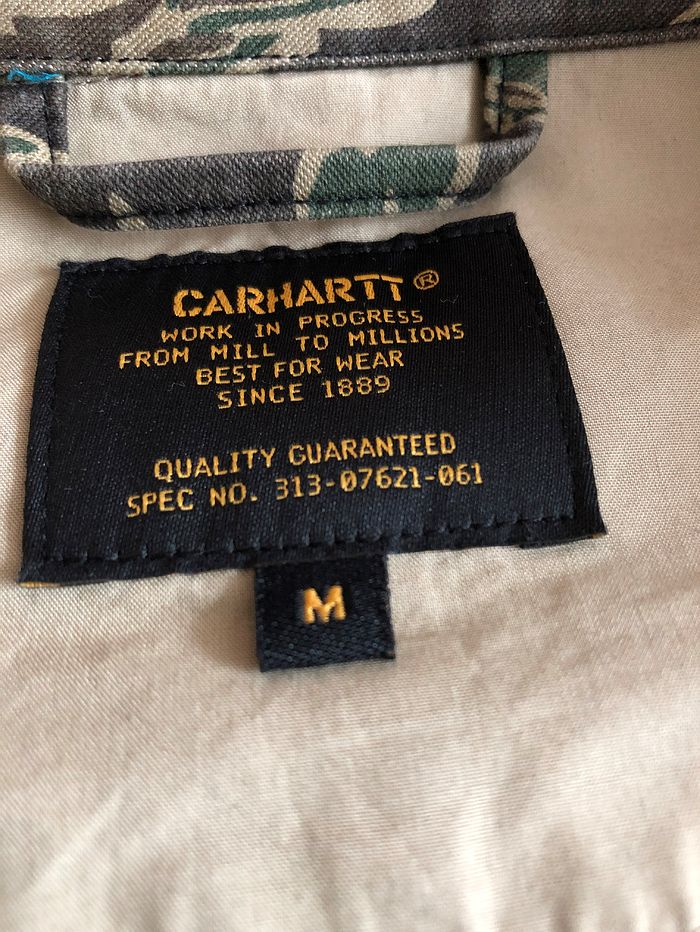 CARHARTT®
WORK IN PROGRESS
FROM MILL TO MILLIONS
BEST FOR WEAR
SINCE 1889
QUALITY GUARANTEED
SPEC NO. 313-07621-061
M